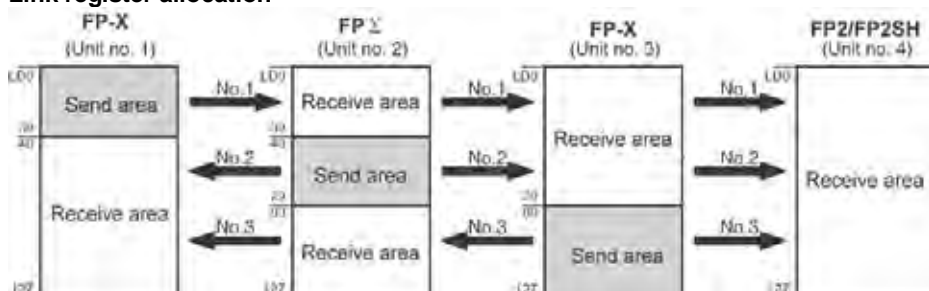 Link register allocation
FP-X FPΣ FP-X FP2/FP2SH
(Unit no. 1) (Unit no. 2) (Unit no. 3) (Unit no. 4)
LD0 LD0 LD0 LD0
No.1 No.1 No.1
Send area Receive area
39 39
40 40
Receive area
No.2 No.2 No.2
Send area Receive area
Receive area
79 79
80 80
No.3 No.3 No.3
Receive area Send area
127 127 127 127